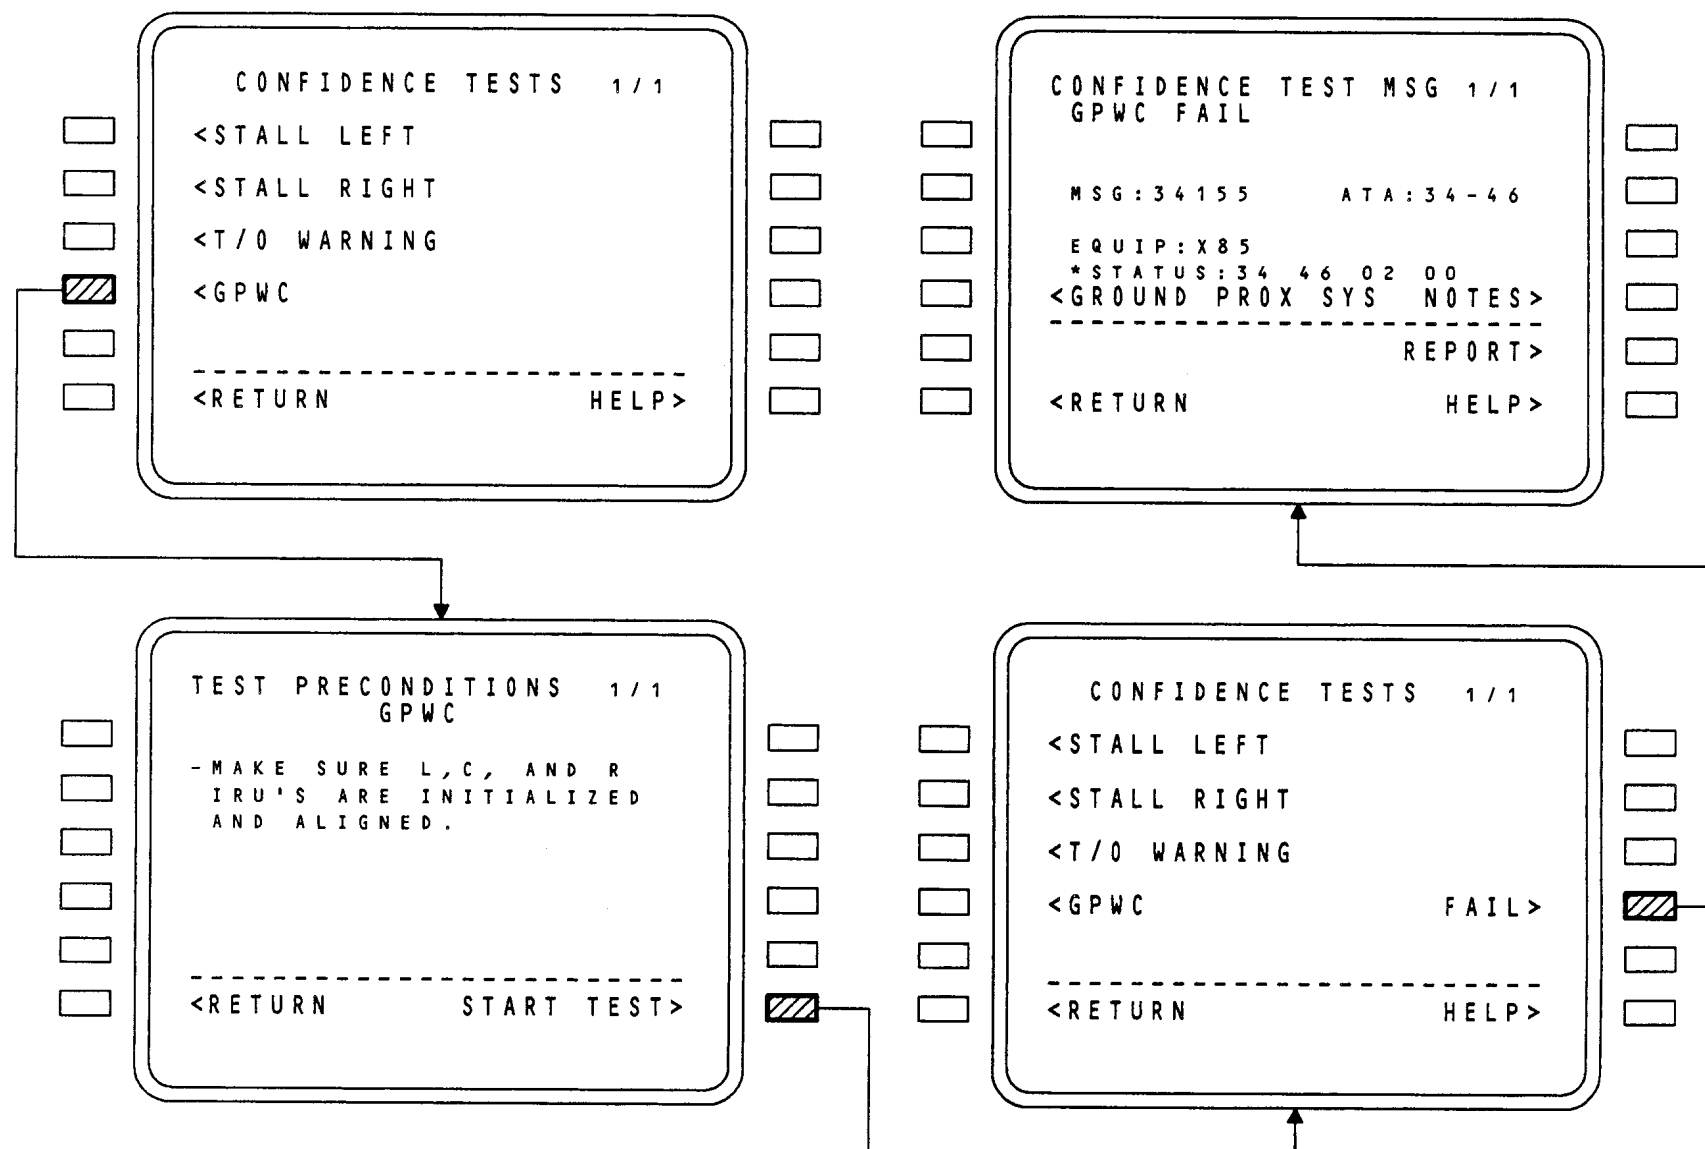 CONFIDENCE TESTS 1/1
<STALL LEFT
<STALL RIGHT
<T/O WARNING
<GPWC
<RETURN HELP>
CONFIDENCE TEST MSG 1/1
GPWC FAIL
MSG:34155 ATA:34-46
EQUIP:X85
*STATUS:34 46 02 00
<GROUND PROX SYS NOTES>
REPORT>
<RETURN HELP>
TEST PRECONDITIONS 1/1
GPWC
-MAKE SURE L,C, AND R
IRU'S ARE INITIALIZED
AND ALIGNED.
<RETURN START TEST>
CONFIDENCE TESTS 1/1
<STALL LEFT
<STALL RIGHT
<T/O WARNING
<GPWC FAIL>
<RETURN HELP>